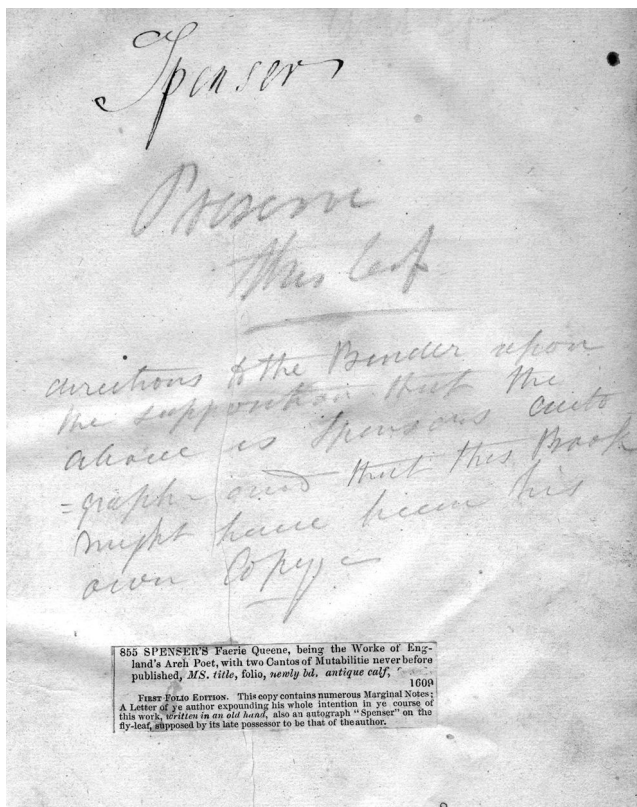 Spenser
Preserve
this leaf
directions to the Binder upon
the supposition that the
above is Spensers auto
=graph - and that this Book
might have been his
own Copy -
855 SPENSER'S Faerie Queene, being the Worke of Eng-
land's Arch Poet, with two Cantos of Mutabilitie never before
published, MS. title, folio, newly bd. antique calf,
1609
FIRST FOLIO EDITION. This copy contains numerous Marginal Notes;
A Letter of ye author expounding his whole intention in ye course of
this work, written in an old hand, also an autograph "Spenser" on the
fly-leaf, supposed by its late possessor to be that of the author.